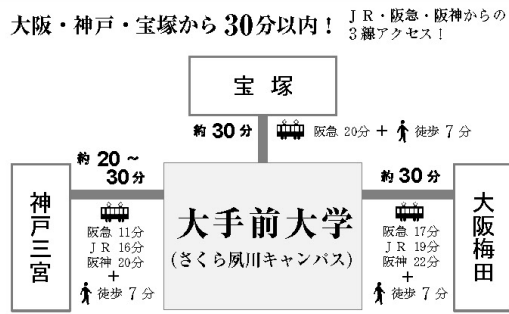 大阪・神戸・宝塚から30分以内！
JR・阪急・阪神からの
3線アクセス！
宝塚
約30分
阪急 20分 + 徒歩 7分
約20～
30分
神戸三宮
阪急 11分
JR 16分
阪神 20分
+
徒歩 7分
大手前大学
(さくら夙川キャンパス)
約30分
大阪梅田
阪急 17分
JR 19分
阪神 22分
+
徒歩 7分